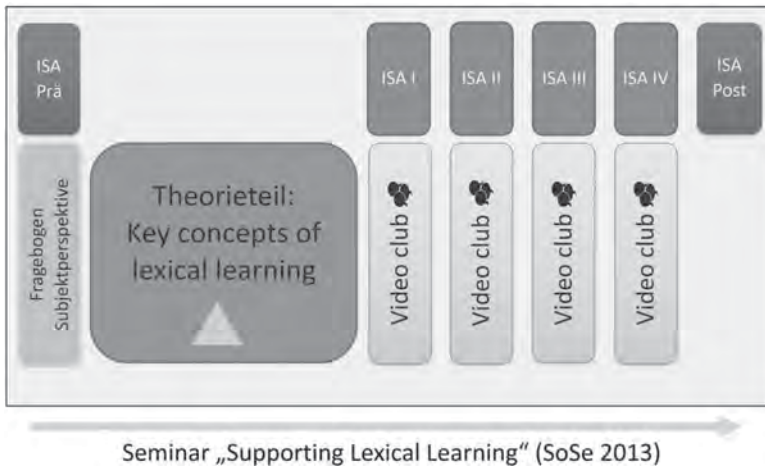 ISA
Prä
ISA I
ISA II
ISA III
ISA IV
ISA
Post
Fragebogen
Subjektperspektive
Theorieteil:
Key concepts of
lexical learning
Video club
Video club
Video club
Video club
Seminar „Supporting Lexical Learning“ (SoSe 2013)